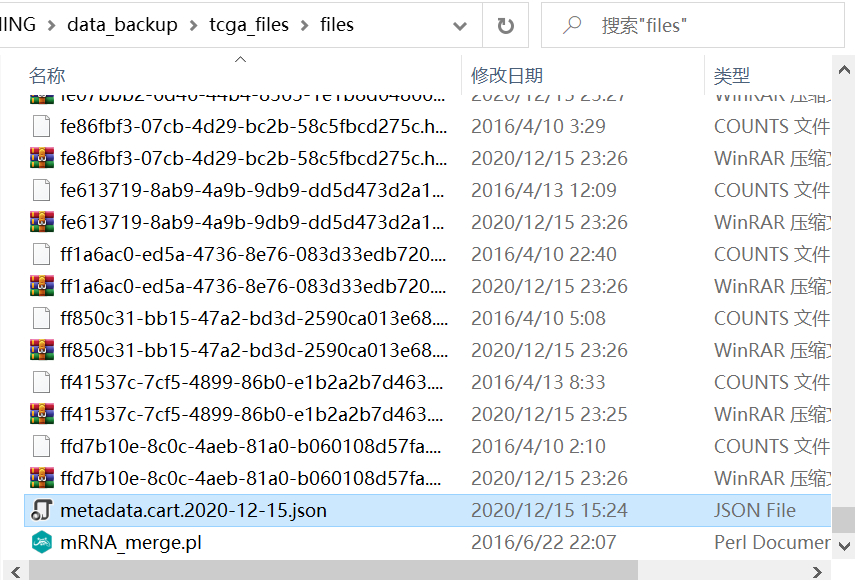 NING > data_backup > tcga_files > files 搜索"files"
名称 修改日期 类型
fe86fbf3-07cb-4d29-bc2b-58c5fbcd275c.h... 2016/4/10 3:29 COUNTS 文件
fe86fbf3-07cb-4d29-bc2b-58c5fbcd275c.h... 2020/12/15 23:26 WinRAR 压缩
fe613719-8ab9-4a9b-9db9-dd5d473d2a1... 2016/4/13 12:09 COUNTS 文件
fe613719-8ab9-4a9b-9db9-dd5d473d2a1... 2020/12/15 23:26 WinRAR 压缩
ff1a6ac0-ed5a-4736-8e76-083d33edb720.... 2016/4/10 22:40 COUNTS 文件
ff1a6ac0-ed5a-4736-8e76-083d33edb720.... 2020/12/15 23:26 WinRAR 压缩
ff850c31-bb15-47a2-bd3d-2590ca013e68.... 2016/4/10 5:08 COUNTS 文件
ff850c31-bb15-47a2-bd3d-2590ca013e68.... 2020/12/15 23:26 WinRAR 压缩
ff41537c-7cf5-4899-86b0-e1b2a2b7d463.... 2016/4/13 8:33 COUNTS 文件
ff41537c-7cf5-4899-86b0-e1b2a2b7d463.... 2020/12/15 23:25 WinRAR 压缩
ffd7b10e-8c0c-4aeb-81a0-b060108d57fa.... 2016/4/10 2:10 COUNTS 文件
ffd7b10e-8c0c-4aeb-81a0-b060108d57fa.... 2020/12/15 23:26 WinRAR 压缩
metadata.cart.2020-12-15.json 2020/12/15 15:24 JSON File
mRNA_merge.pl 2016/6/22 22:07 Perl Documer